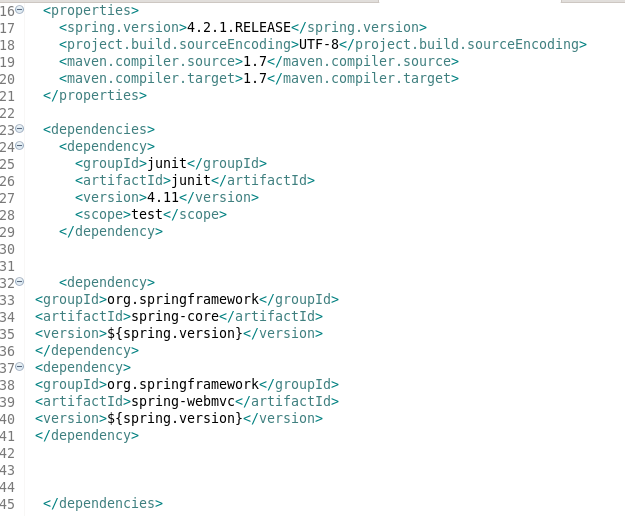 16 <properties>
17 <spring.version>4.2.1.RELEASE</spring.version>
18 <project.build.sourceEncoding>UTF-8</project.build.sourceEncoding>
19 <maven.compiler.source>1.7</maven.compiler.source>
20 <maven.compiler.target>1.7</maven.compiler.target>
21 </properties>
22
23 <dependencies>
24 <dependency>
25 <groupId>junit</groupId>
26 <artifactId>junit</artifactId>
27 <version>4.11</version>
28 <scope>test</scope>
29 </dependency>
30
31
32 <dependency>
33 <groupId>org.springframework</groupId>
34 <artifactId>spring-core</artifactId>
35 <version>${spring.version}</version>
36 </dependency>
37 <dependency>
38 <groupId>org.springframework</groupId>
39 <artifactId>spring-webmvc</artifactId>
40 <version>${spring.version}</version>
41 </dependency>
42
43
44
45 </dependencies>